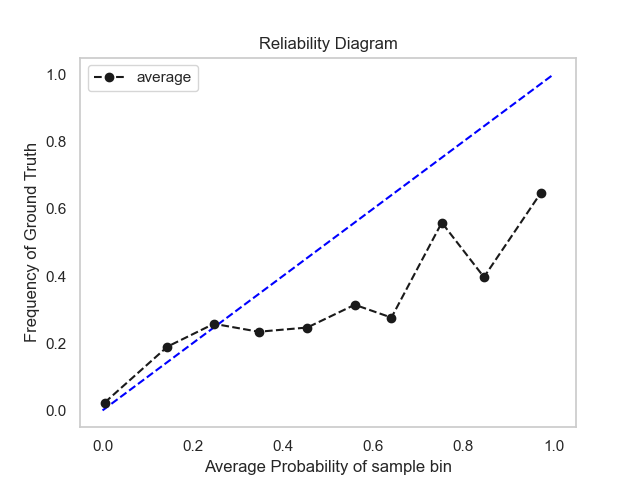 Reliability Diagram
average
Frequency of Ground Truth
1.0
0.8
0.6
0.4
0.2
0.0
0.0 0.2 0.4 0.6 0.8 1.0
Average Probability of sample bin